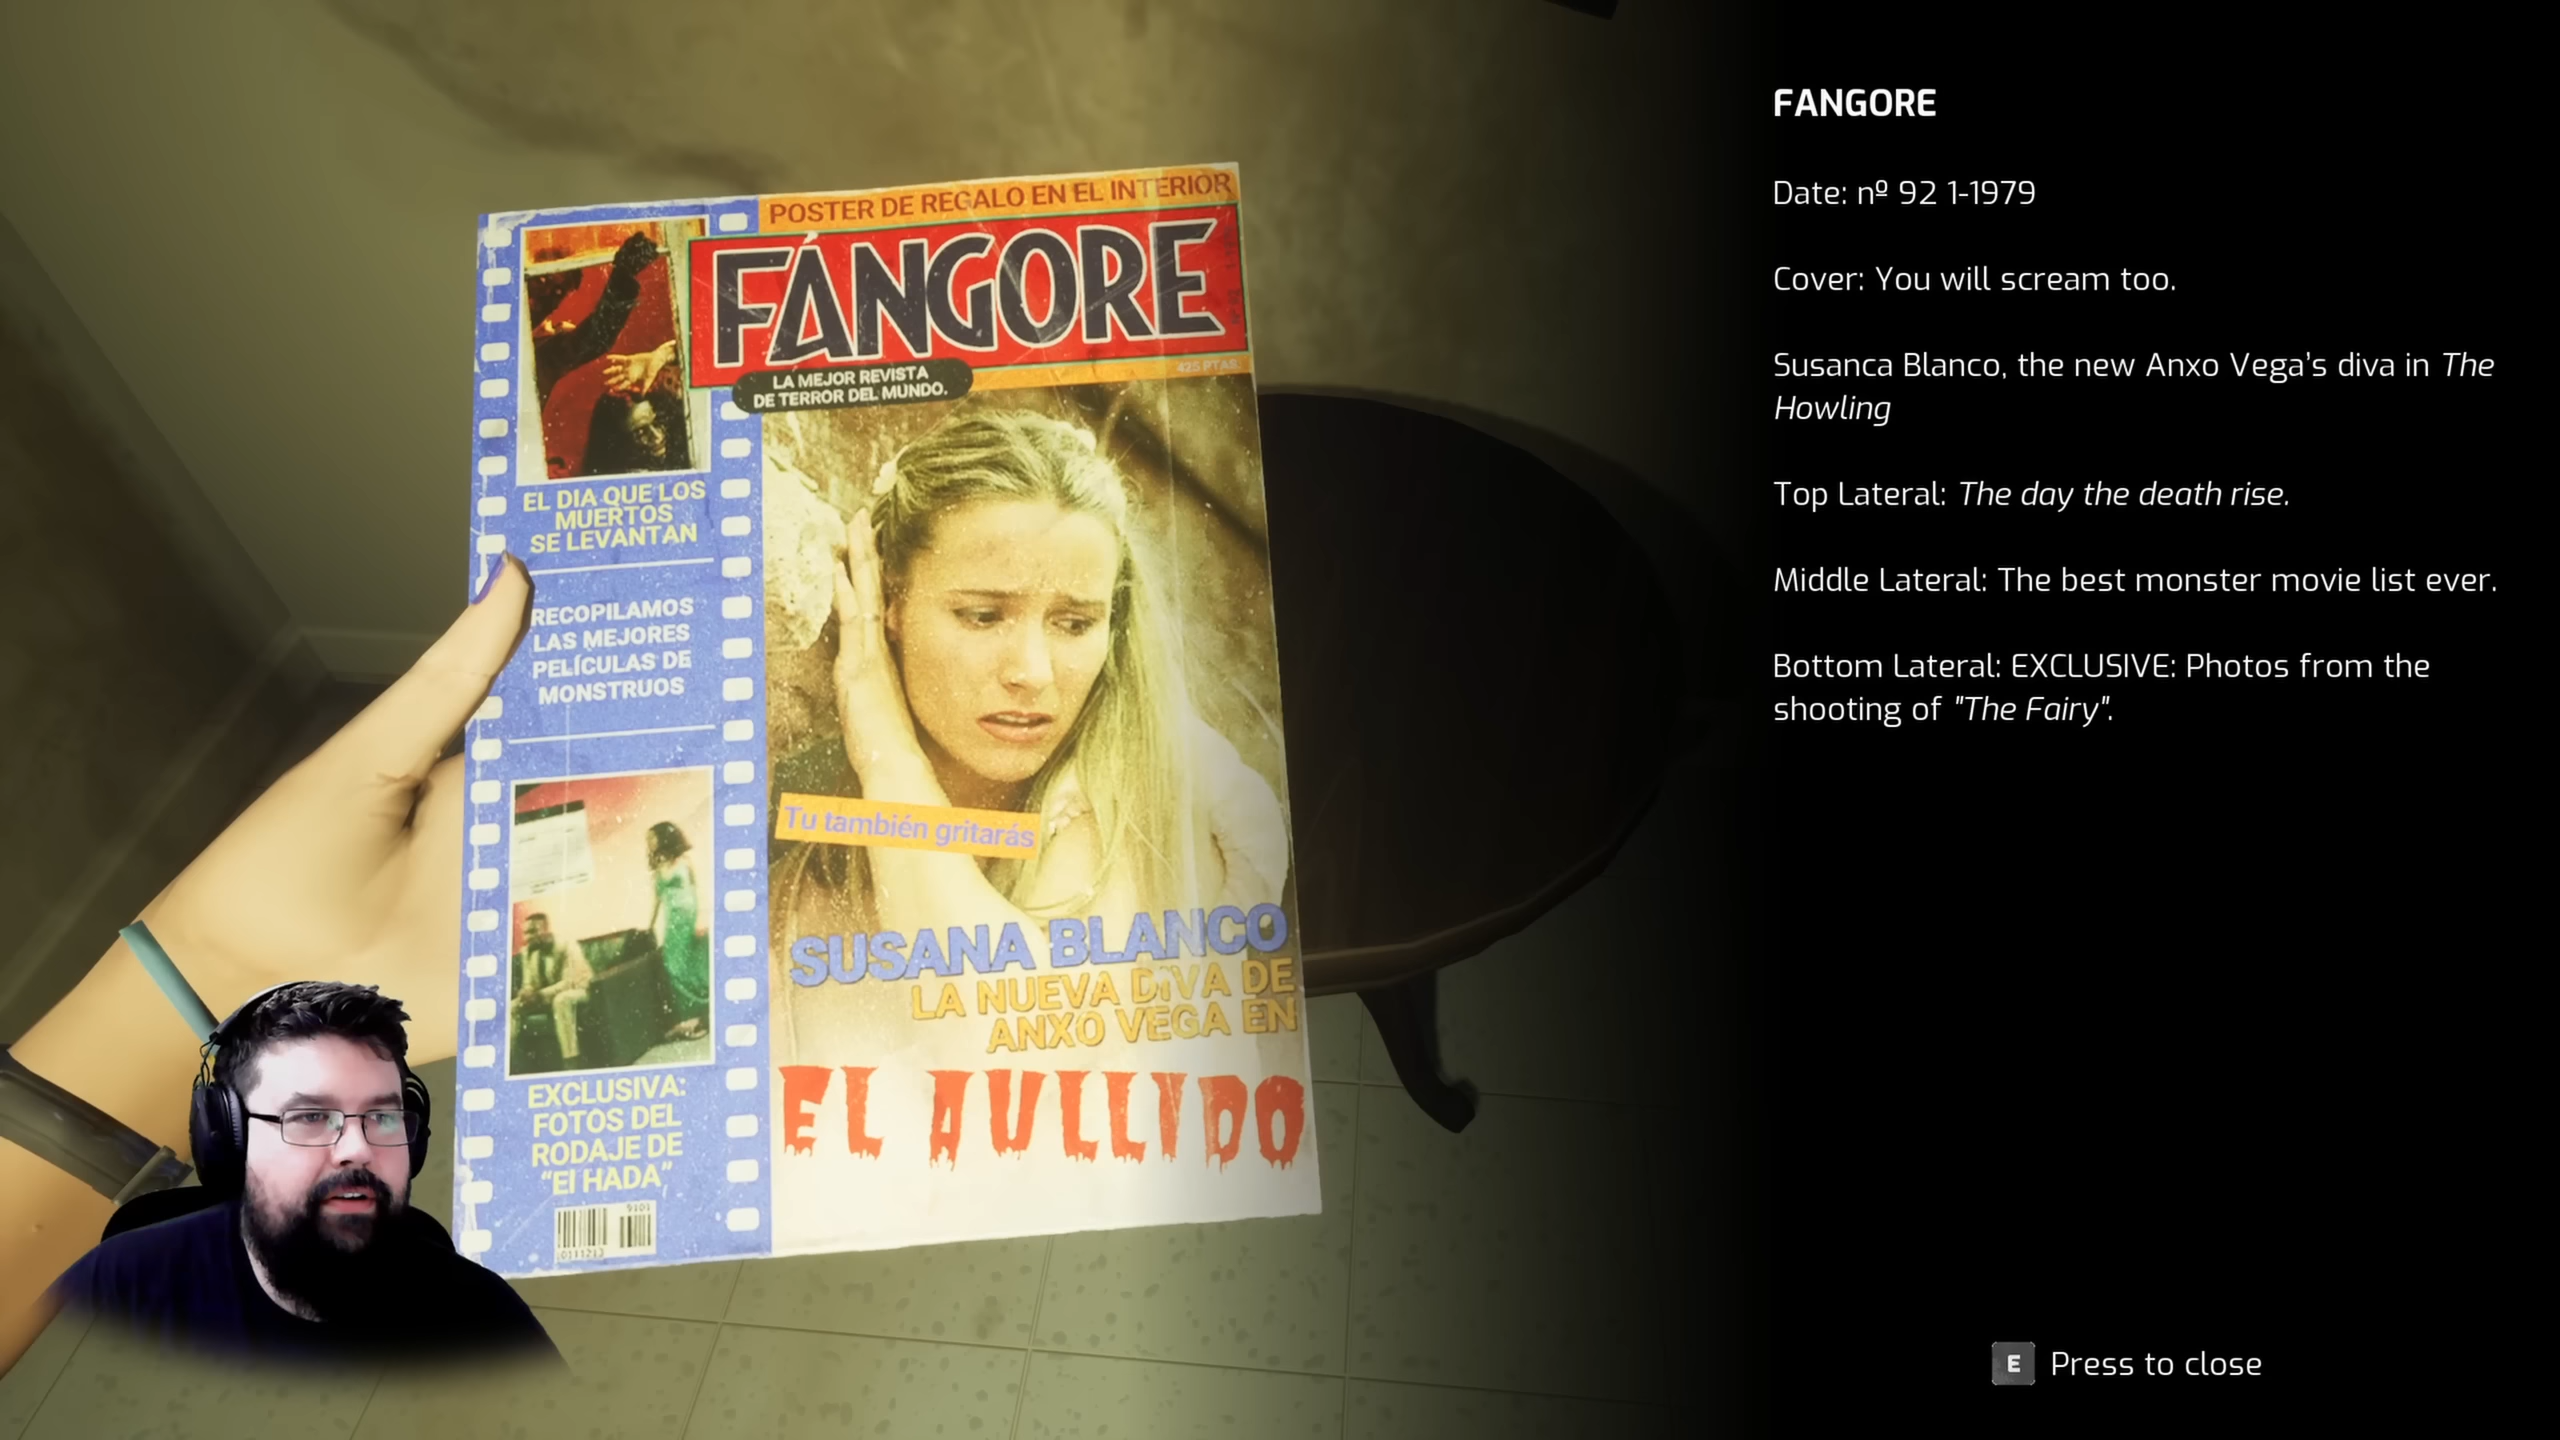 POSTER DE REGALO EN EL INTERIOR
FÁNGORE
425 PTAS.
LA MEJOR REVISTA
DE TERROR DEL MUNDO.
EL DIA QUE LOS
MUERTOS
SE LEVANTAN
RECOPILAMOS
LAS MEJORES
PELÍCULAS DE
MONSTRUOS
Tu también gritarás
SUSANA BLANCO
LA NUEVA DIVA DE
ANXO VEGA EN
EL AULLIDO
EXCLUSIVA:
FOTOS DEL
RODAJE DE
“El HADA”
9101
0111213
FANGORE
Date: nº 92 1-1979
Cover: You will scream too.
Susanca Blanco, the new Anxo Vega's diva in The
Howling
Top Lateral: The day the death rise.
Middle Lateral: The best monster movie list ever.
Bottom Lateral: EXCLUSIVE: Photos from the
shooting of "The Fairy".
E Press to close